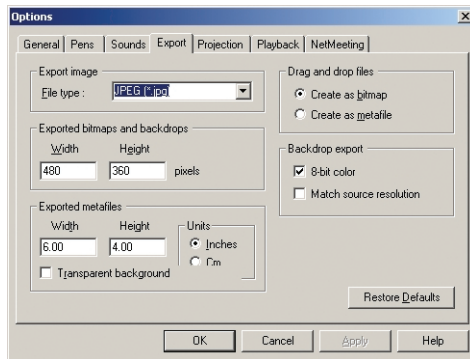 Options
General Pens Sounds Export Projection Playback NetMeeting
Export image
File type : JPEG (*.jpg)
Exported bitmaps and backdrops
Width Height
480 360 pixels
Exported metafiles
Width Height
6.00 4.00
Units
Inches
Cm
Transparent background
Drag and drop files
Create as bitmap
Create as metafile
Backdrop export
8-bit color
Match source resolution
Restore Defaults
OK Cancel Apply Help